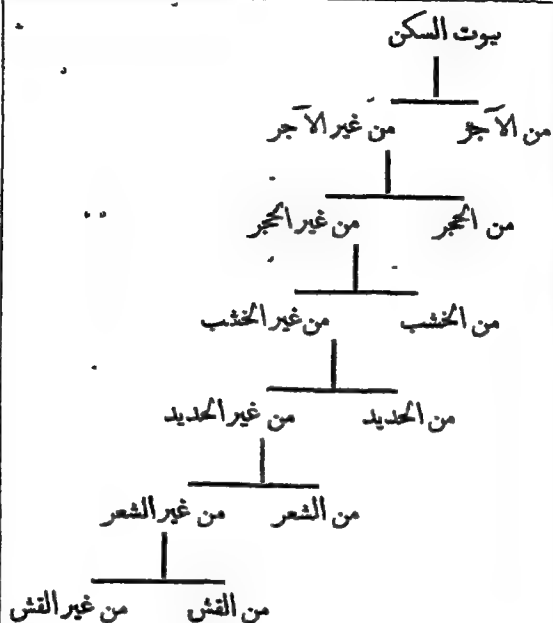 بيوت السكن
من الآجر من غير الآجر
من الحجر من غير الحجر
من الخشب من غير الخشب
من الحديد من غير الحديد
من الشعر من غير الشعر
من القش من غير القش